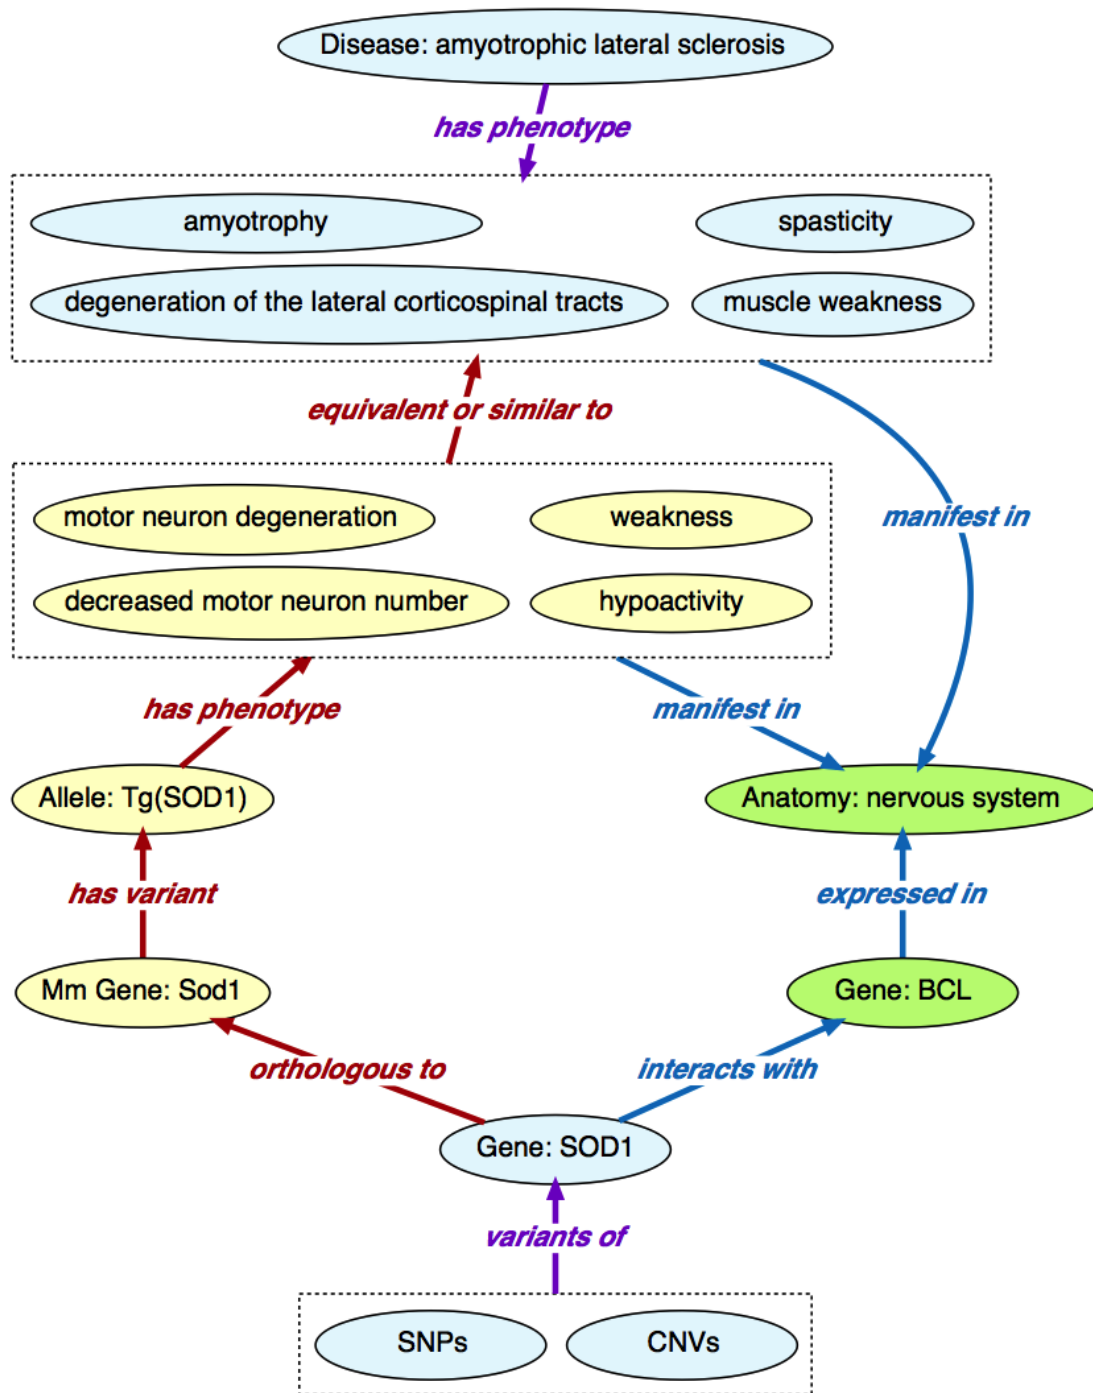 Disease: amyotrophic lateral sclerosis
has phenotype
amyotrophy
spasticity
degeneration of the lateral corticospinal tracts
muscle weakness
equivalent or similar to
motor neuron degeneration
weakness
manifest in
decreased motor neuron number
hypoactivity
has phenotype
manifest in
Allele: Tg(SOD1)
Anatomy: nervous system
has variant
expressed in
Mm Gene: Sod1
Gene: BCL
orthologous to
interacts with
Gene: SOD1
variants of
SNPs
CNVs